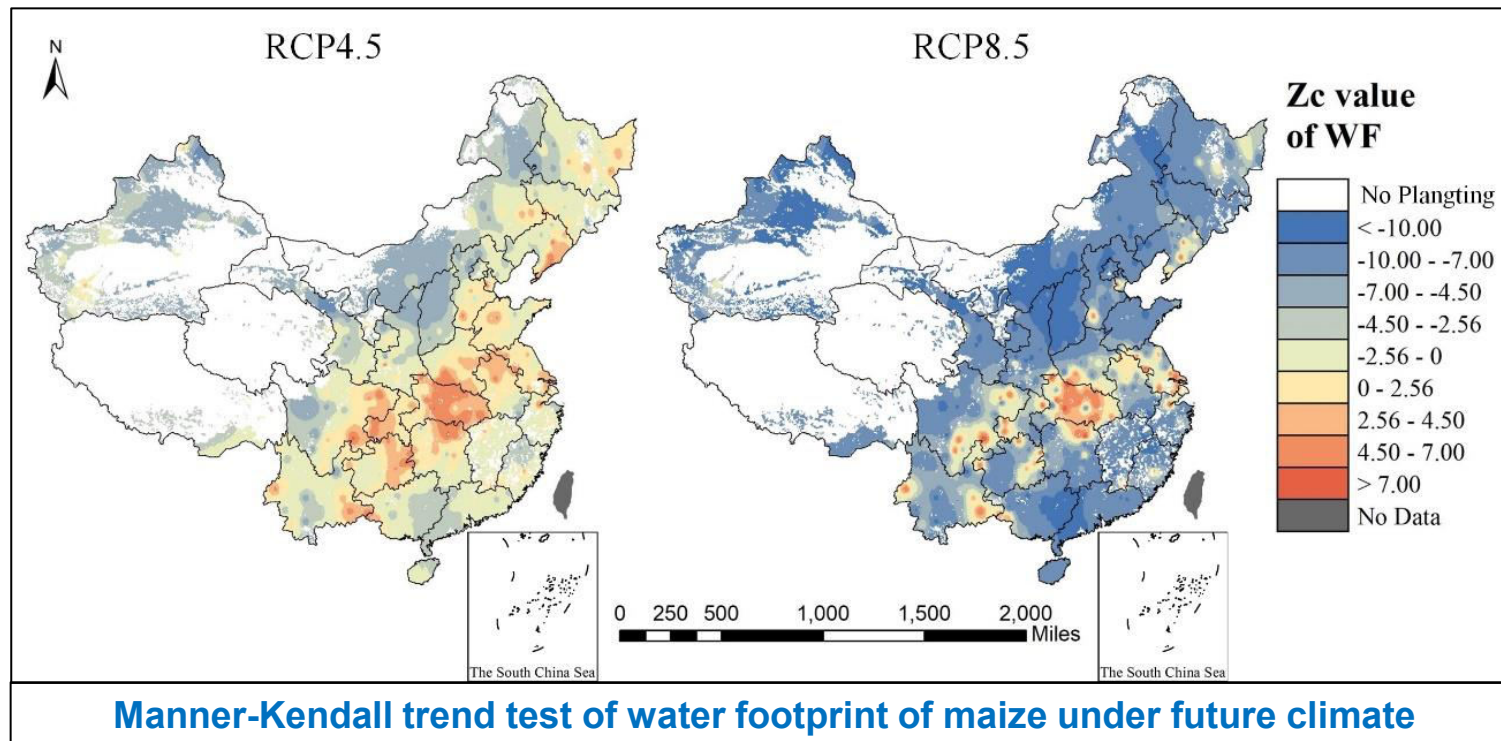 RCP4.5
RCP8.5
N
Zc value
of WF
No Plangting
< -10.00
-10.00 - -7.00
-7.00 - -4.50
-4.50 - -2.56
-2.56 - 0
0 - 2.56
2.56 - 4.50
4.50 - 7.00
> 7.00
No Data
0 250 500 1,000 1,500 2,000
Miles
The South China Sea
The South China Sea
Manner-Kendall trend test of water footprint of maize under future climate